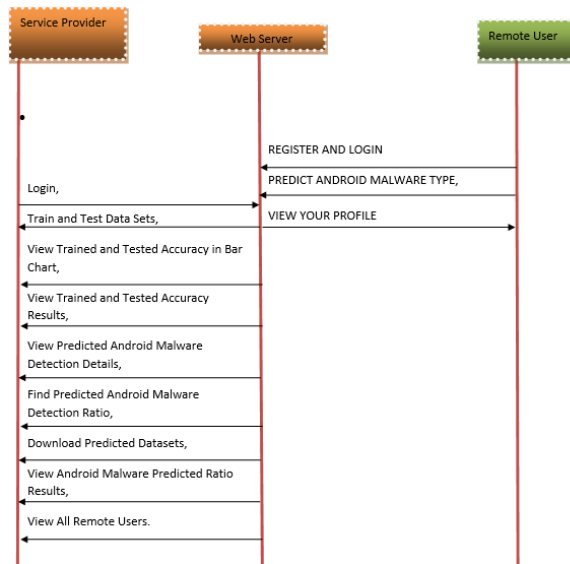 Service Provider
Web Server
Remote User
REGISTER AND LOGIN
PREDICT ANDROID MALWARE TYPE,
Login,
Train and Test Data Sets,
VIEW YOUR PROFILE
View Trained and Tested Accuracy in Bar
Chart,
View Trained and Tested Accuracy
Results,
View Predicted Android Malware
Detection Details,
Find Predicted Android Malware
Detection Ratio,
Download Predicted Datasets,
View Android Malware Predicted Ratio
Results,
View All Remote Users.